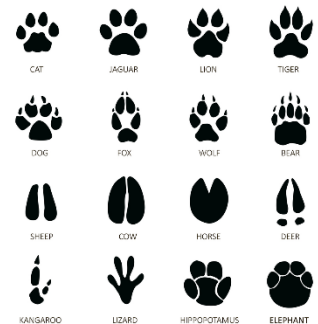 CAT JAGUAR LION TIGER
DOG FOX WOLF BEAR
SHEEP COW HORSE DEER
KANGAROO LIZARD HIPPOPOTAMUS ELEPHANT